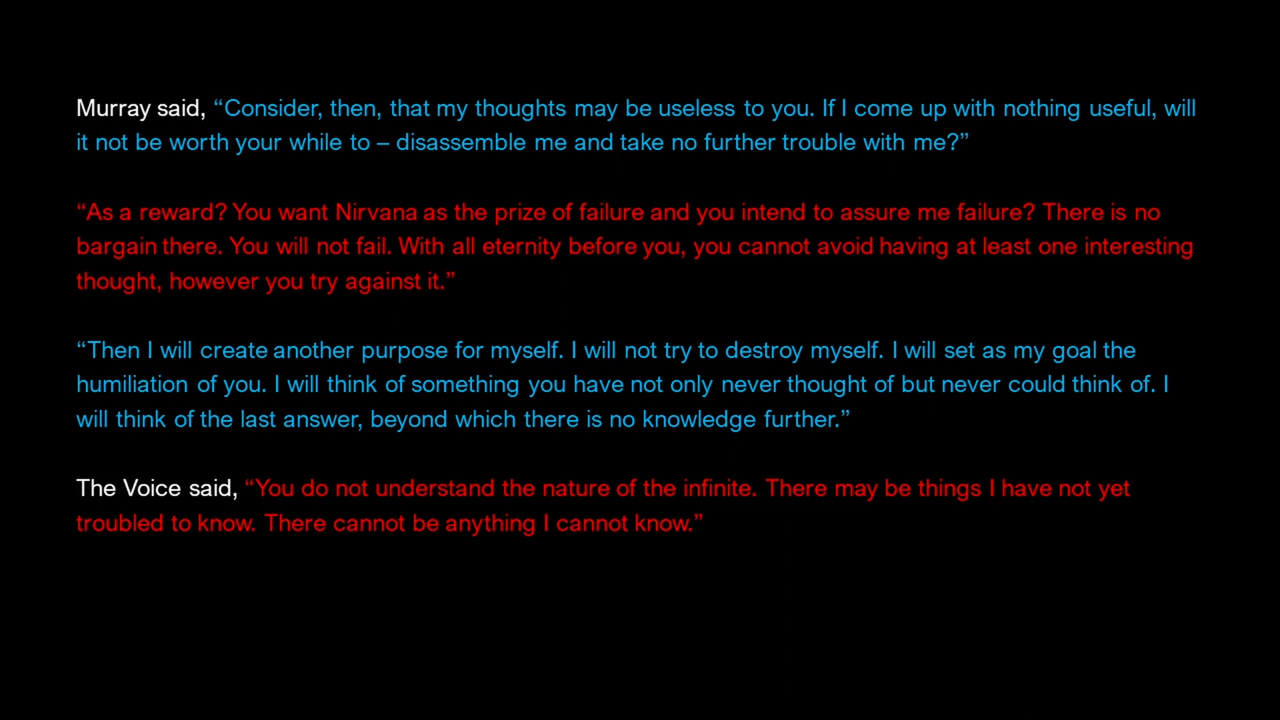 Murray said, “Consider, then, that my thoughts may be useless to you. If I come up with nothing useful, will
it not be worth your while to – disassemble me and take no further trouble with me?”
“As a reward? You want Nirvana as the prize of failure and you intend to assure me failure? There is no
bargain there. You will not fail. With all eternity before you, you cannot avoid having at least one interesting
thought, however you try against it.”
“Then I will create another purpose for myself. I will not try to destroy myself. I will set as my goal the
humiliation of you. I will think of something you have not only never thought of but never could think of. I
will think of the last answer, beyond which there is no knowledge further.”
The Voice said, “You do not understand the nature of the infinite. There may be things I have not yet
troubled to know. There cannot be anything I cannot know.”